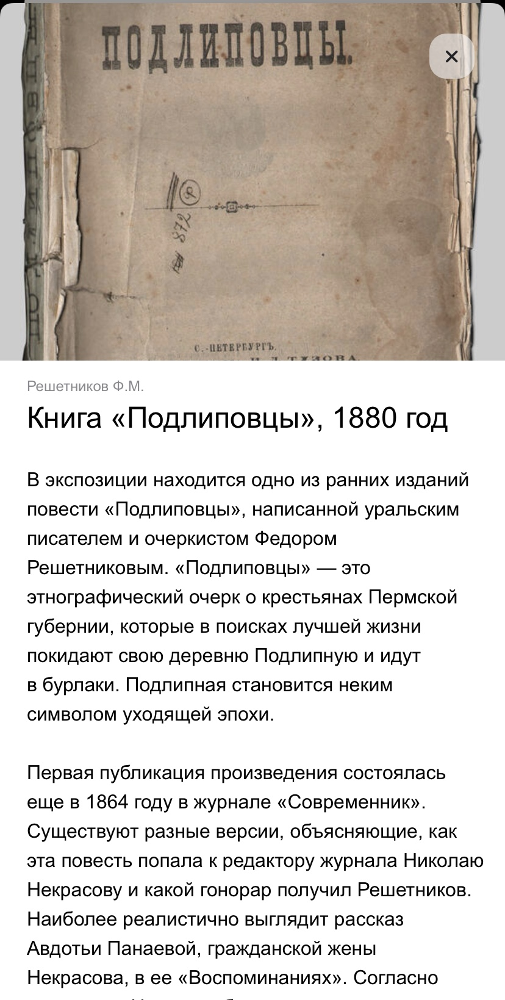 ПОДЛИПОВЦЫ.
872
С.-ПЕТЕРБУРГЪ.
Решетников Ф.М.
Книга «Подлиповцы», 1880 год
В экспозиции находится одно из ранних изданий
повести «Подлиповцы», написанной уральским
писателем и очеркистом Федором
Решетниковым. «Подлиповцы» — это
этнографический очерк о крестьянах Пермской
губернии, которые в поисках лучшей жизни
покидают свою деревню Подлипную и идут
в бурлаки. Подлипная становится неким
символом уходящей эпохи.
Первая публикация произведения состоялась
еще в 1864 году в журнале «Современник».
Существуют разные версии, объясняющие, как
эта повесть попала к редактору журнала Николаю
Некрасову и какой гонорар получил Решетников.
Наиболее реалистично выглядит рассказ
Авдотьи Панаевой, гражданской жены
Некрасова, в ее «Воспоминаниях». Согласно